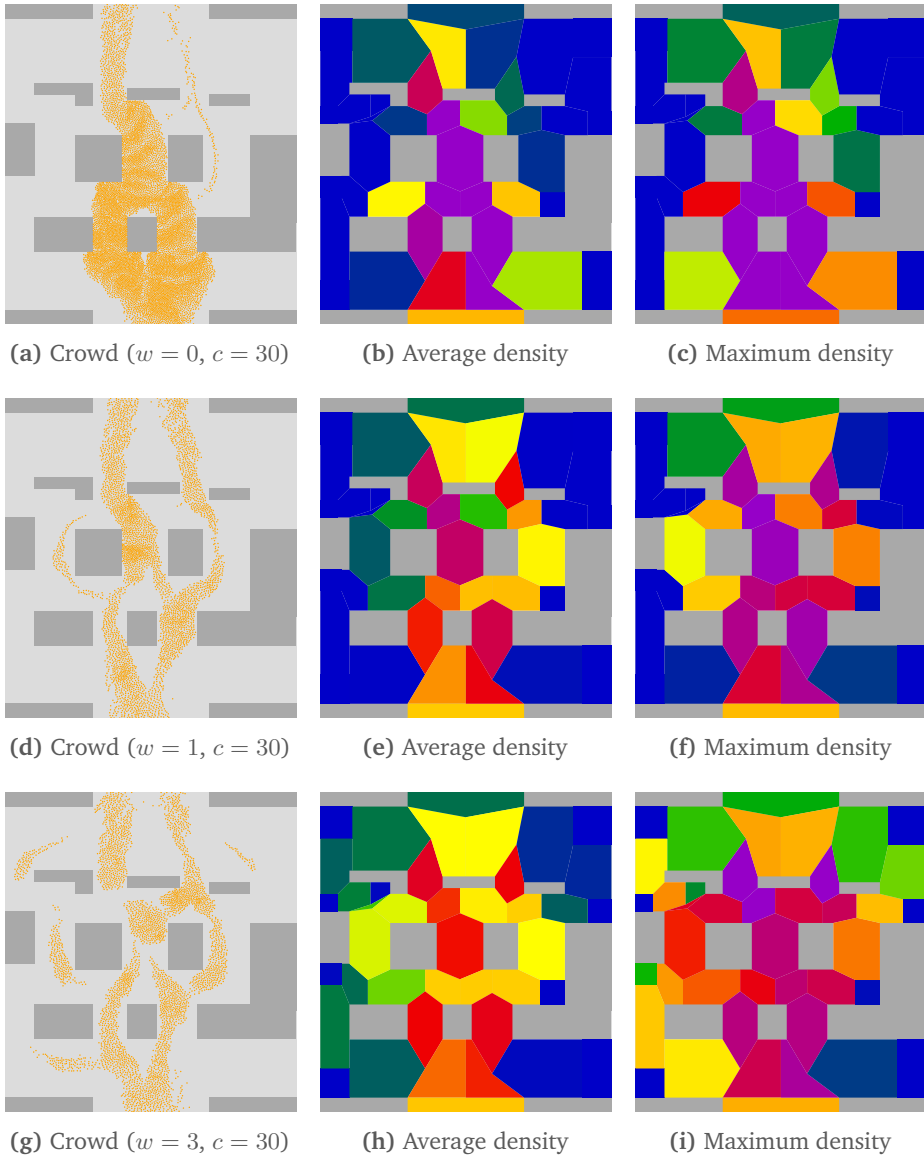 (a) Crowd (w = 0, c = 30)
(b) Average density
(c) Maximum density
(d) Crowd (w = 1, c = 30)
(e) Average density
(f) Maximum density
(g) Crowd (w = 3, c = 30)
(h) Average density
(i) Maximum density